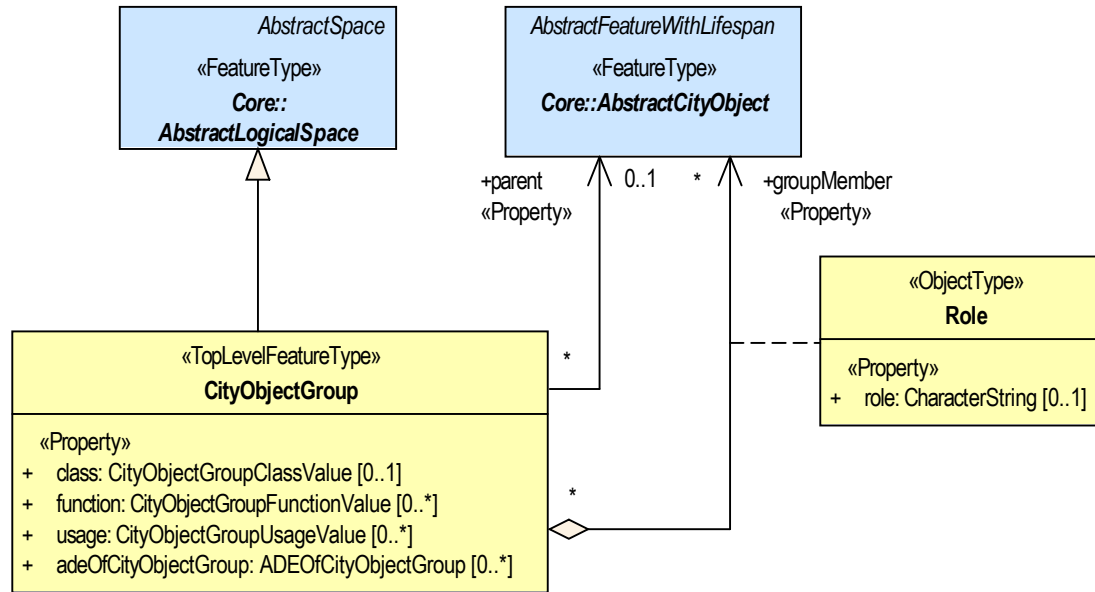 AbstractSpace
«FeatureType»
Core::
AbstractLogicalSpace
AbstractFeatureWithLifespan
«FeatureType»
Core::AbstractCityObject
+parent
«Property»
0..1
*
+groupMember
«Property»
«ObjectType»
Role
«Property»
+ role: CharacterString [0..1]
«TopLevelFeatureType»
CityObjectGroup
*
«Property»
+ class: CityObjectGroupClassValue [0..1]
+ function: CityObjectGroupFunctionValue [0..*]
+ usage: CityObjectGroupUsageValue [0..*]
+ adeOfCityObjectGroup: ADEOfCityObjectGroup [0..*]
*